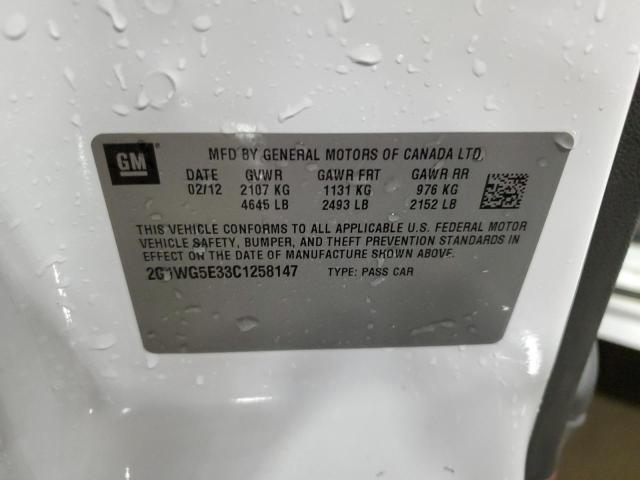 GM
MFD BY GENERAL MOTORS OF CANADA LTD.
DATE GVWR GAWR FRT GAWR RR
02/12 2107 KG 1131 KG 976 KG
4645 LB 2493 LB 2152 LB
THIS VEHICLE CONFORMS TO ALL APPLICABLE U.S. FEDERAL MOTOR
VEHICLE SAFETY, BUMPER, AND THEFT PREVENTION STANDARDS IN
EFFECT ON THE DATE OF MANUFACTURE SHOWN ABOVE.
2G1WG5E33C1258147 TYPE: PASS CAR